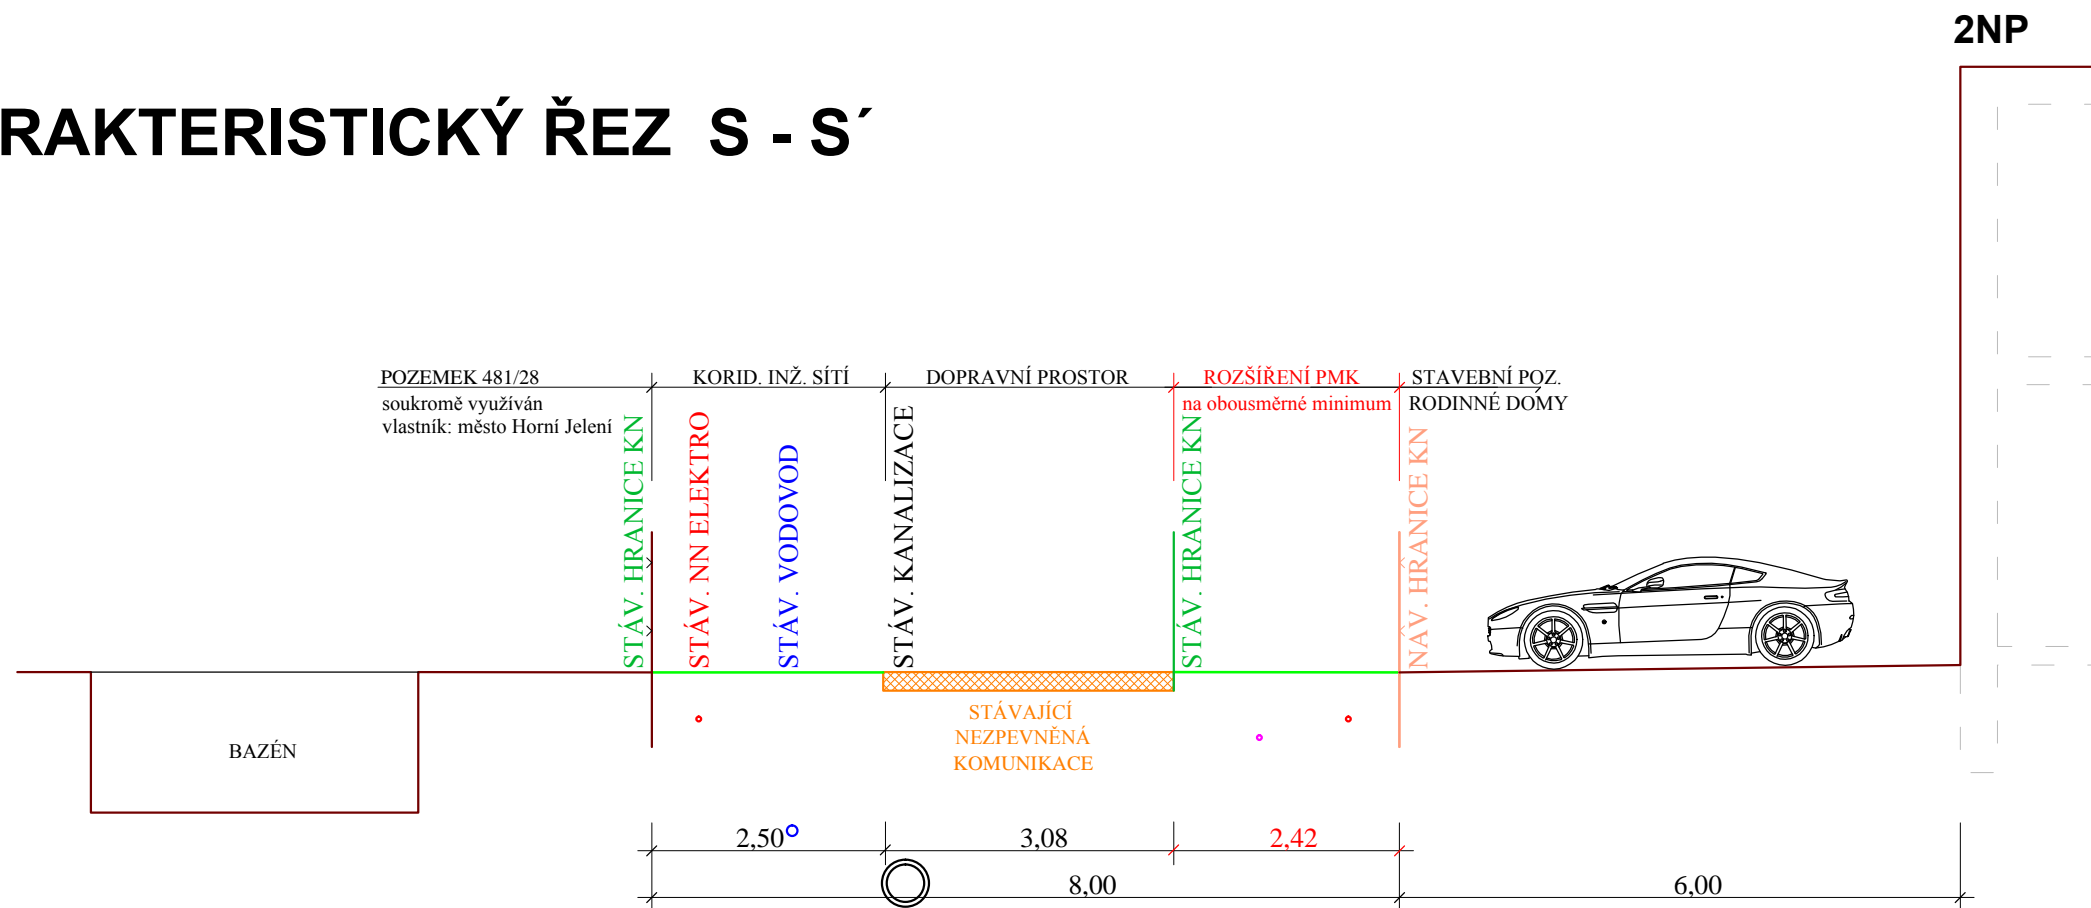 2NP
RAKTERISTICKÝ ŘEZ S - S´
POZEMEK 481/28
soukromě využíván
vlastník: město Horní Jelení
KORID. INŽ. SÍTÍ
DOPRAVNÍ PROSTOR
ROZŠÍŘENÍ PMK
na obousměrné minimum
STAVEBNÍ POZ.
RODINNÉ DOMY
STÁV. HRANICE KN
STÁV. NN ELEKTRO
STÁV. VODOVOD
STÁV. KANALIZACE
STÁV. HRANICE KN
NAV. HRANICE KN
BAZÉN
STÁVAJÍCÍ
NEZPEVNĚNÁ
KOMUNIKACE
2,50
3,08
2,42
8,00
6,00